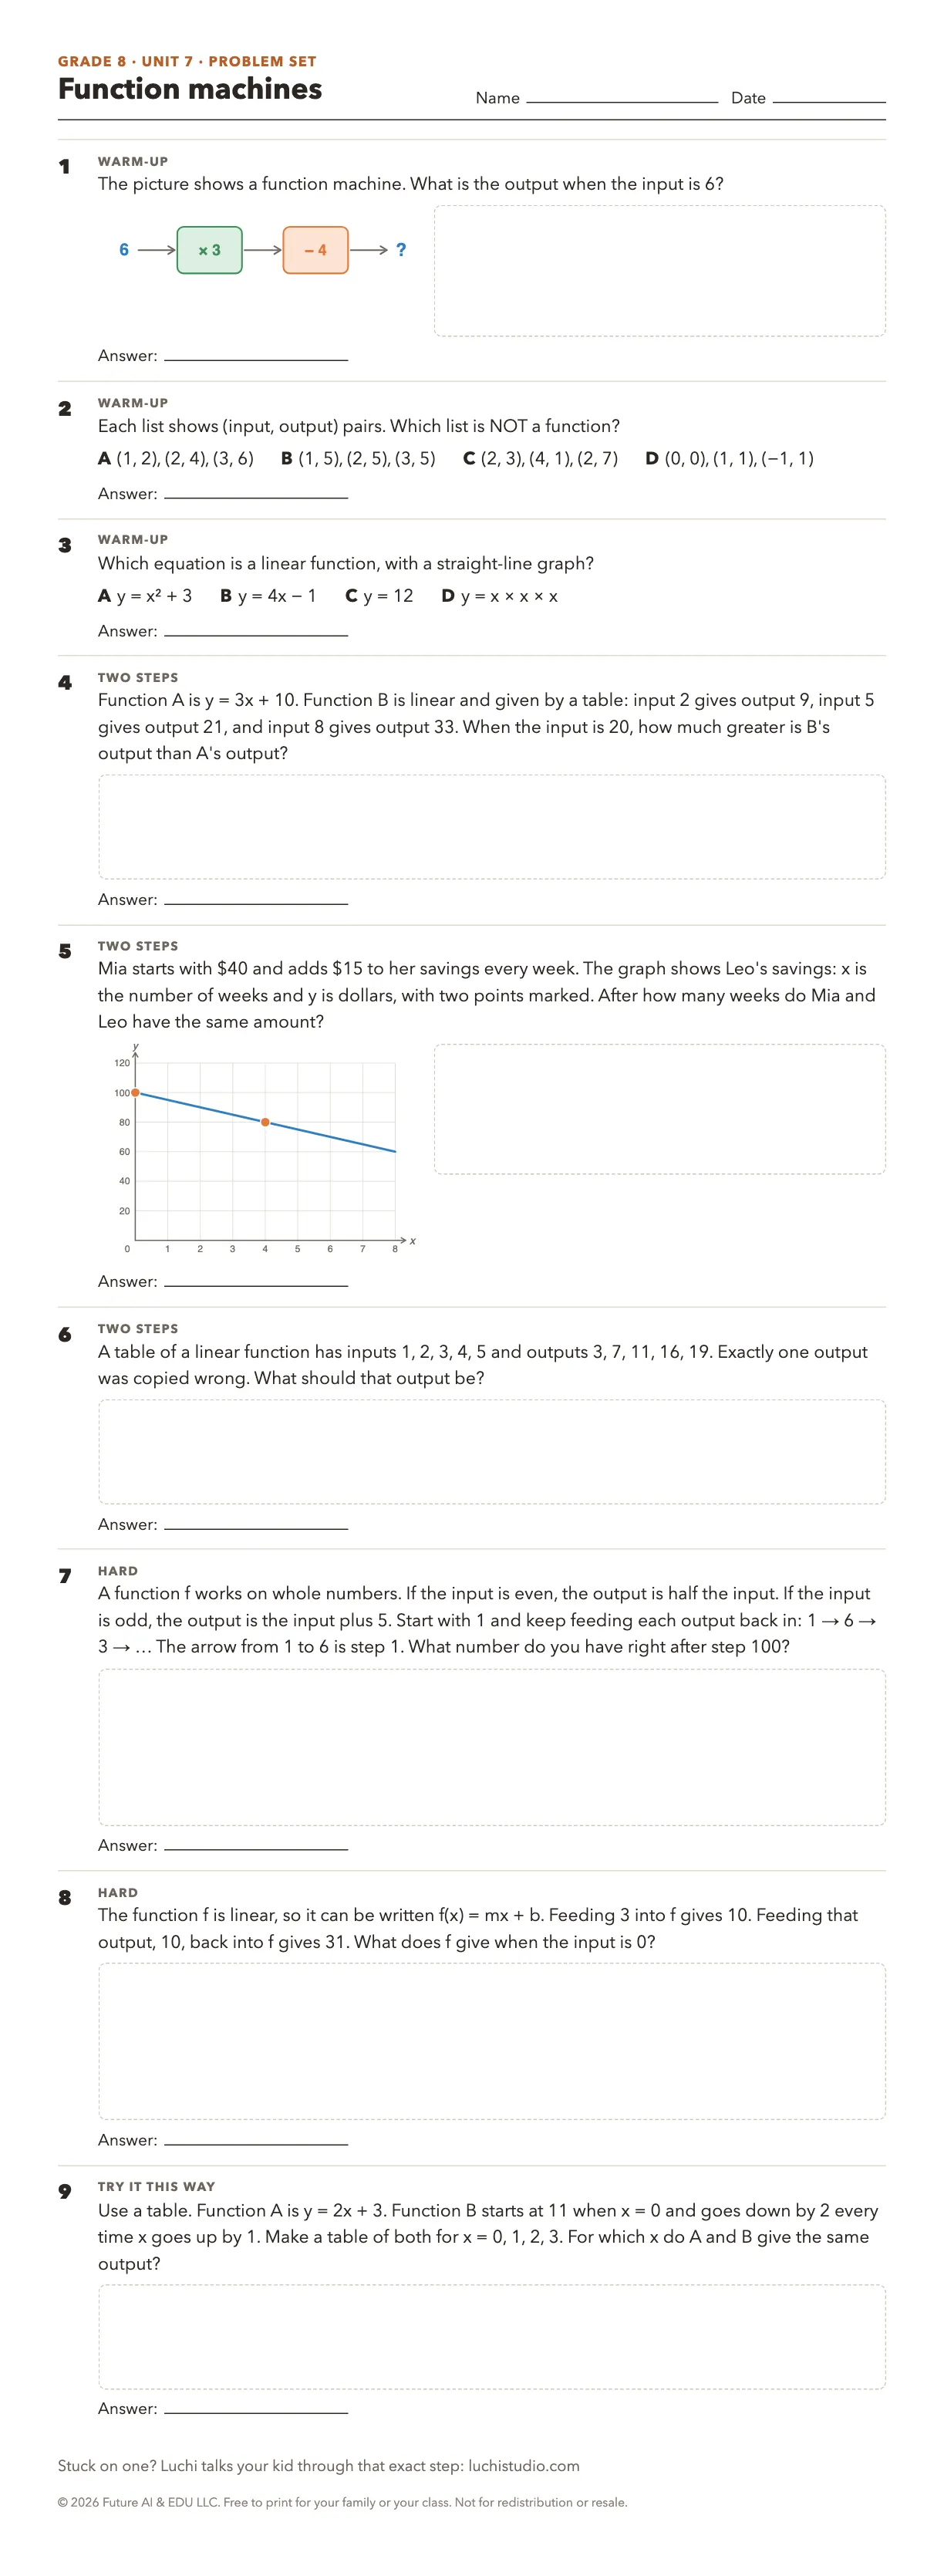 GRADE 8 · UNIT 7 · PROBLEM SET
Function machines
Name
Date
1
WARM-UP
The picture shows a function machine. What is the output when the input is 6?
6 × 3 − 4 ?
Answer:
2
WARM-UP
Each list shows (input, output) pairs. Which list is NOT a function?
A (1, 2), (2, 4), (3, 6) B (1, 5), (2, 5), (3, 5) C (2, 3), (4, 1), (2, 7) D (0, 0), (1, 1), (−1, 1)
Answer:
3
WARM-UP
Which equation is a linear function, with a straight-line graph?
A y = x² + 3 B y = 4x − 1 C y = 12 D y = x × x × x
Answer:
4
TWO STEPS
Function A is y = 3x + 10. Function B is linear and given by a table: input 2 gives output 9, input 5
gives output 21, and input 8 gives output 33. When the input is 20, how much greater is B's
output than A's output?
Answer:
5
TWO STEPS
Mia starts with $40 and adds $15 to her savings every week. The graph shows Leo's savings: x is
the number of weeks and y is dollars, with two points marked. After how many weeks do Mia and
Leo have the same amount?
y
120
100
80
60
40
20
0 1 2 3 4 5 6 7 8 x
Answer:
6
TWO STEPS
A table of a linear function has inputs 1, 2, 3, 4, 5 and outputs 3, 7, 11, 16, 19. Exactly one output
was copied wrong. What should that output be?
Answer:
7
HARD
A function f works on whole numbers. If the input is even, the output is half the input. If the input
is odd, the output is the input plus 5. Start with 1 and keep feeding each output back in: 1 → 6 →
3 → … The arrow from 1 to 6 is step 1. What number do you have right after step 100?
Answer:
8
HARD
The function f is linear, so it can be written f(x) = mx + b. Feeding 3 into f gives 10. Feeding that
output, 10, back into f gives 31. What does f give when the input is 0?
Answer:
9
TRY IT THIS WAY
Use a table. Function A is y = 2x + 3. Function B starts at 11 when x = 0 and goes down by 2 every
time x goes up by 1. Make a table of both for x = 0, 1, 2, 3. For which x do A and B give the same
output?
Answer:
Stuck on one? Luchi talks your kid through that exact step: luchistudio.com
© 2026 Future AI & EDU LLC. Free to print for your family or your class. Not for redistribution or resale.